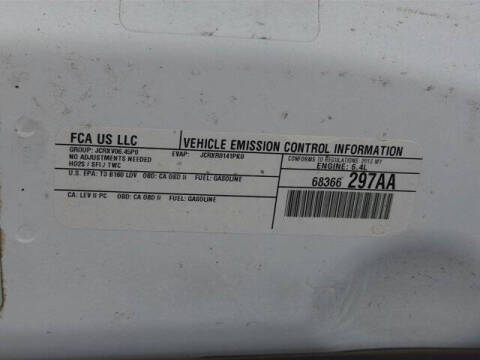 FCA US LLC
VEHICLE EMISSION CONTROL INFORMATION
GROUP: JCRXV06.45P0 EVAP: JCRXR0141PK0
NO ADJUSTMENTS NEEDED
HO2S / SFI / TWC
CONFORMS TO REGULATIONS: 2018 MY
ENGINE: 6.4L
U.S. EPA: T3 B160 LDV OBD: CA OBD II FUEL: GASOLINE
68366 297AA
CA. LEV II PC OBD: CA OBD II FUEL: GASOLINE